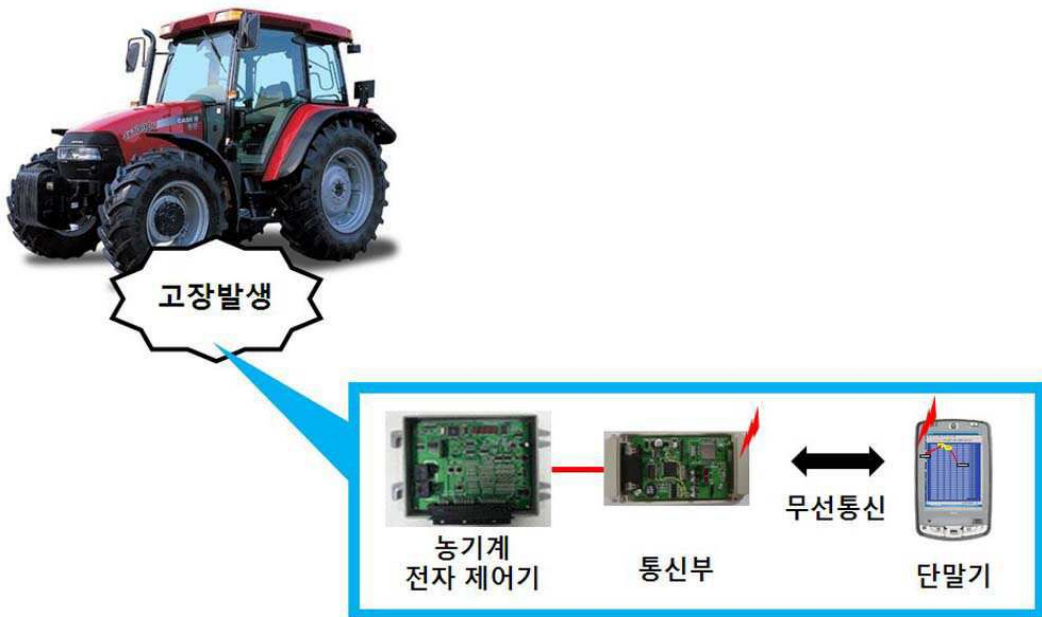 고장발생
농기계
전자 제어기
통신부
무선통신
단말기